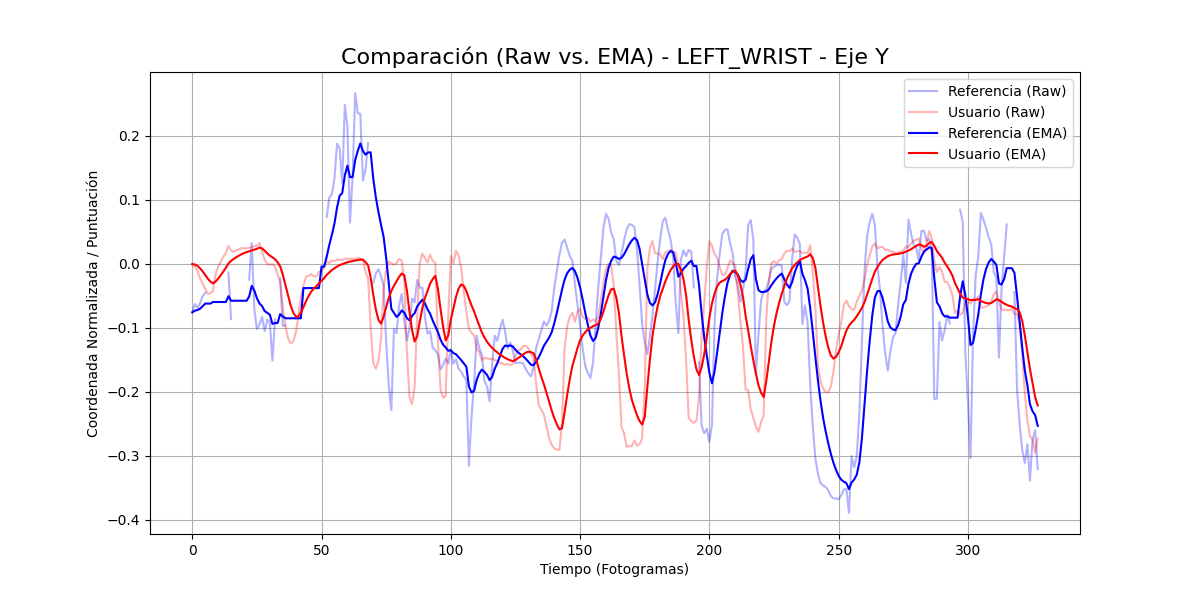 Comparación (Raw vs. EMA) - LEFT_WRIST - Eje Y
Referencia (Raw)
Usuario (Raw)
Referencia (EMA)
Usuario (EMA)
Coordenada Normalizada / Puntuación
0.2
0.1
0.0
−0.1
−0.2
−0.3
−0.4
0 50 100 150 200 250 300
Tiempo (Fotogramas)